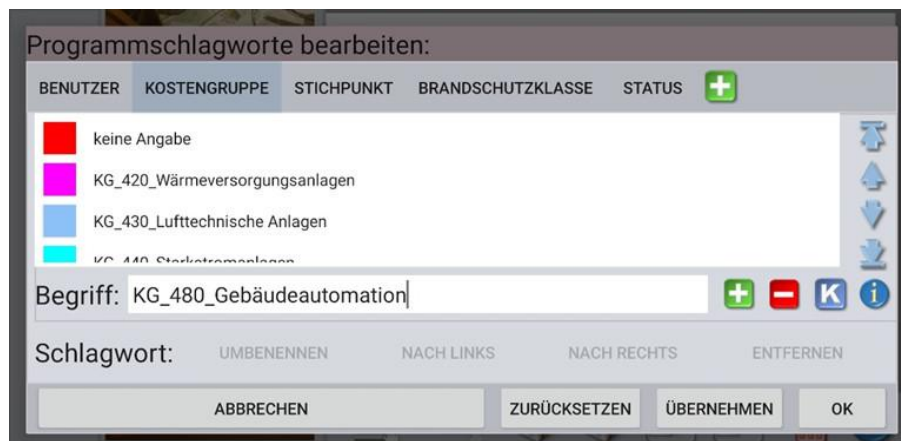 Programmschlagworte bearbeiten:
BENUTZER KOSTENGRUPPE STICHPUNKT BRANDSCHUTZKLASSE STATUS
keine Angabe
KG_420_Wärmeversorgungsanlagen
KG_430_Lufttechnische Anlagen
KG_440_Starkstromanlagen
Begriff: KG_480_Gebäudeautomation K i
Schlagwort: UMBENENNEN NACH LINKS NACH RECHTS ENTFERNEN
ABBRECHEN ZURÜCKSETZEN ÜBERNEHMEN OK